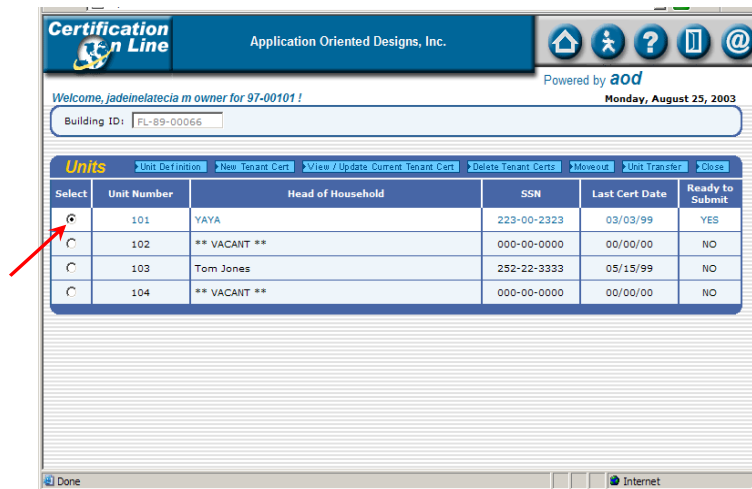 Certification
On Line
Application Oriented Designs, Inc.
Powered by aod
Welcome, jadeinelatecia m owner for 97-00101 !
Monday, August 25, 2003
Building ID: FL-89-00066
Units Unit Definition New Tenant Cert View / Update Current Tenant Cert Delete Tenant Certs Moveout Unit Transfer Close
Select Unit Number Head of Household SSN Last Cert Date Ready to Submit
101 YAYA 223-00-2323 03/03/99 YES
102 ** VACANT ** 000-00-0000 00/00/00 NO
103 Tom Jones 252-22-3333 05/15/99 NO
104 ** VACANT ** 000-00-0000 00/00/00 NO
Done Internet